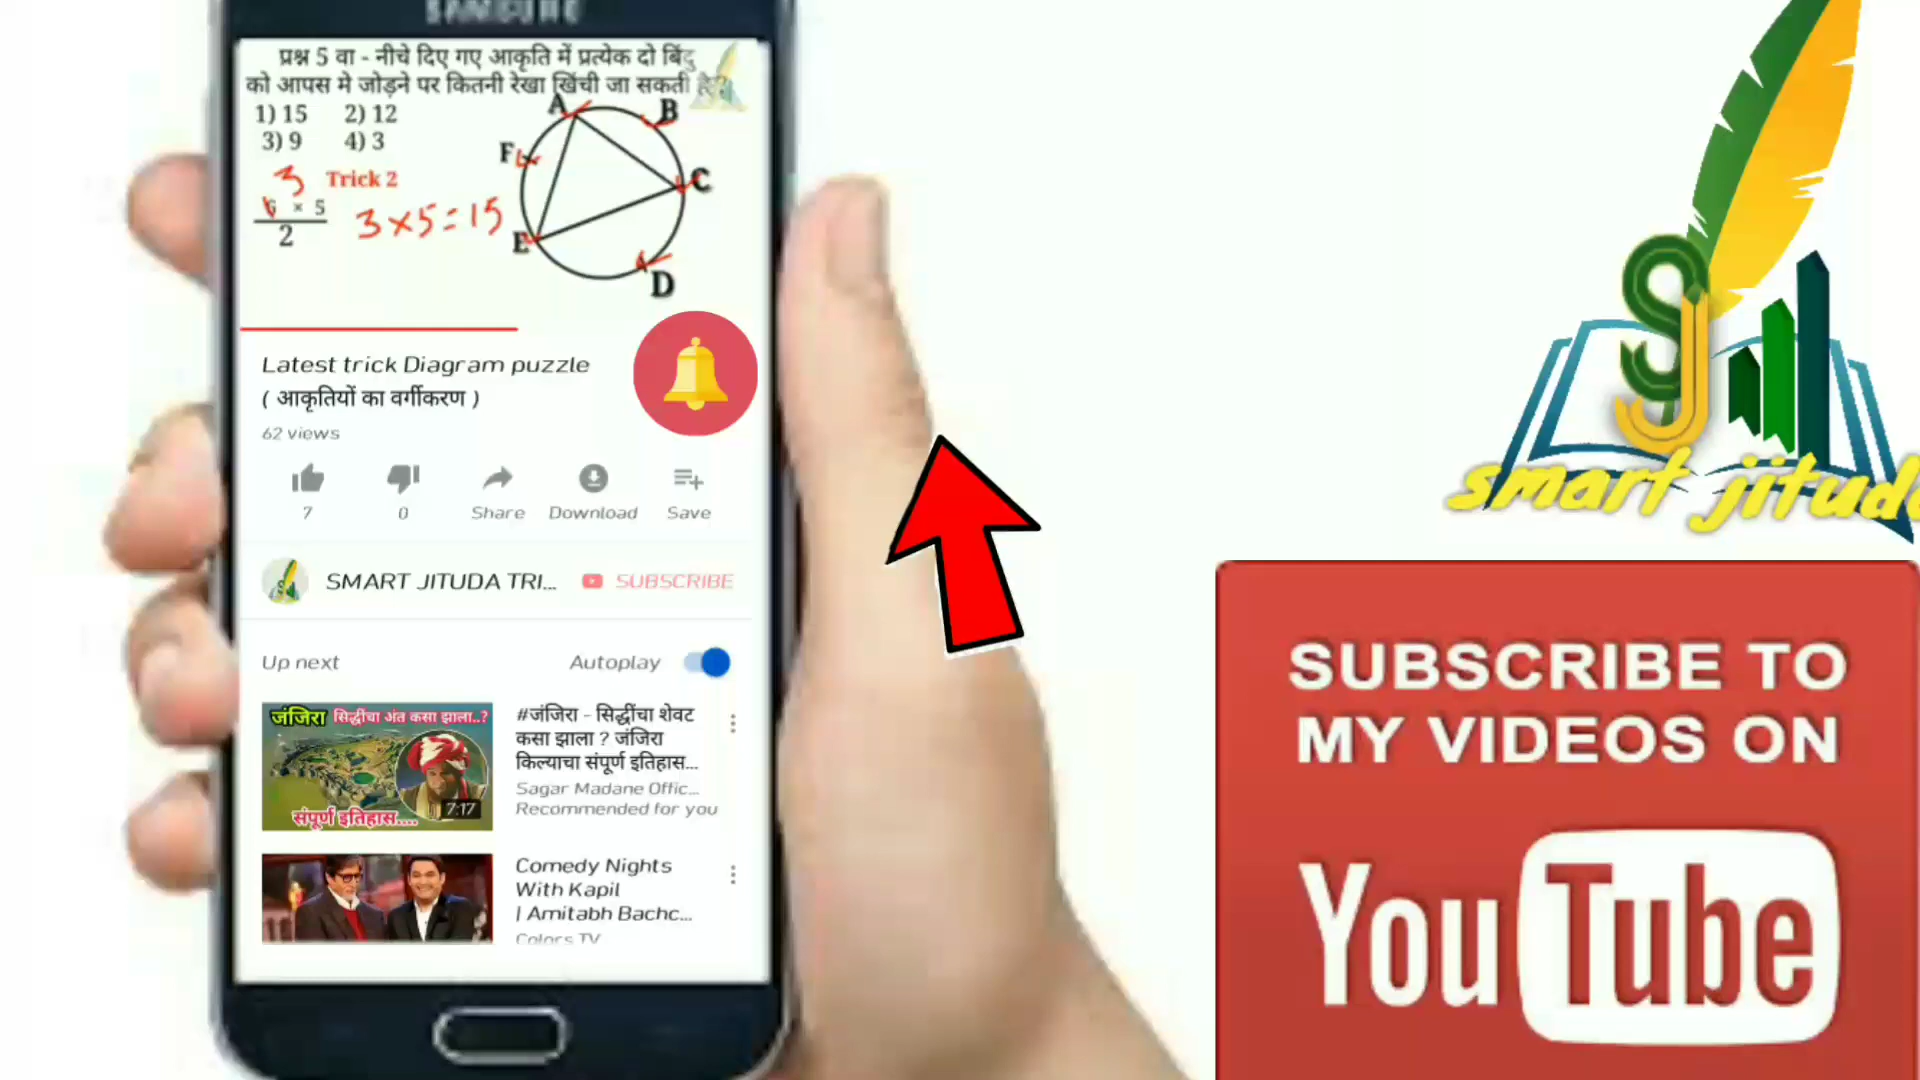 SAMSUNG
प्रश्न 5 वा - नीचे दिए गए आकृति में प्रत्येक दो बिंदु
को आपस मे जोड़ने पर कितनी रेखा खिंची जा सकती है
1) 15 2) 12
3) 9 4) 3
3 Trick 2
6 × 5
2
3×5=15
A
B
F
C
E
D
Latest trick Diagram puzzle
( आकृतियों का वर्गीकरण )
62 views
7 0 Share Download Save
SMART JITUDA TRI... SUBSCRIBE
Up next Autoplay
जंजिरा सिद्धींचा अंत कसा झाला..?
संपूर्ण इतिहास....
7:17
#जंजिरा - सिद्धींचा शेवट
कसा झाला ? जंजिरा
किल्याचा संपूर्ण इतिहास...
Sagar Madane Offic...
Recommended for you
Comedy Nights
With Kapil
| Amitabh Bachc...
Colors TV
SJ
smart jituda
SUBSCRIBE TO
MY VIDEOS ON
YouTube